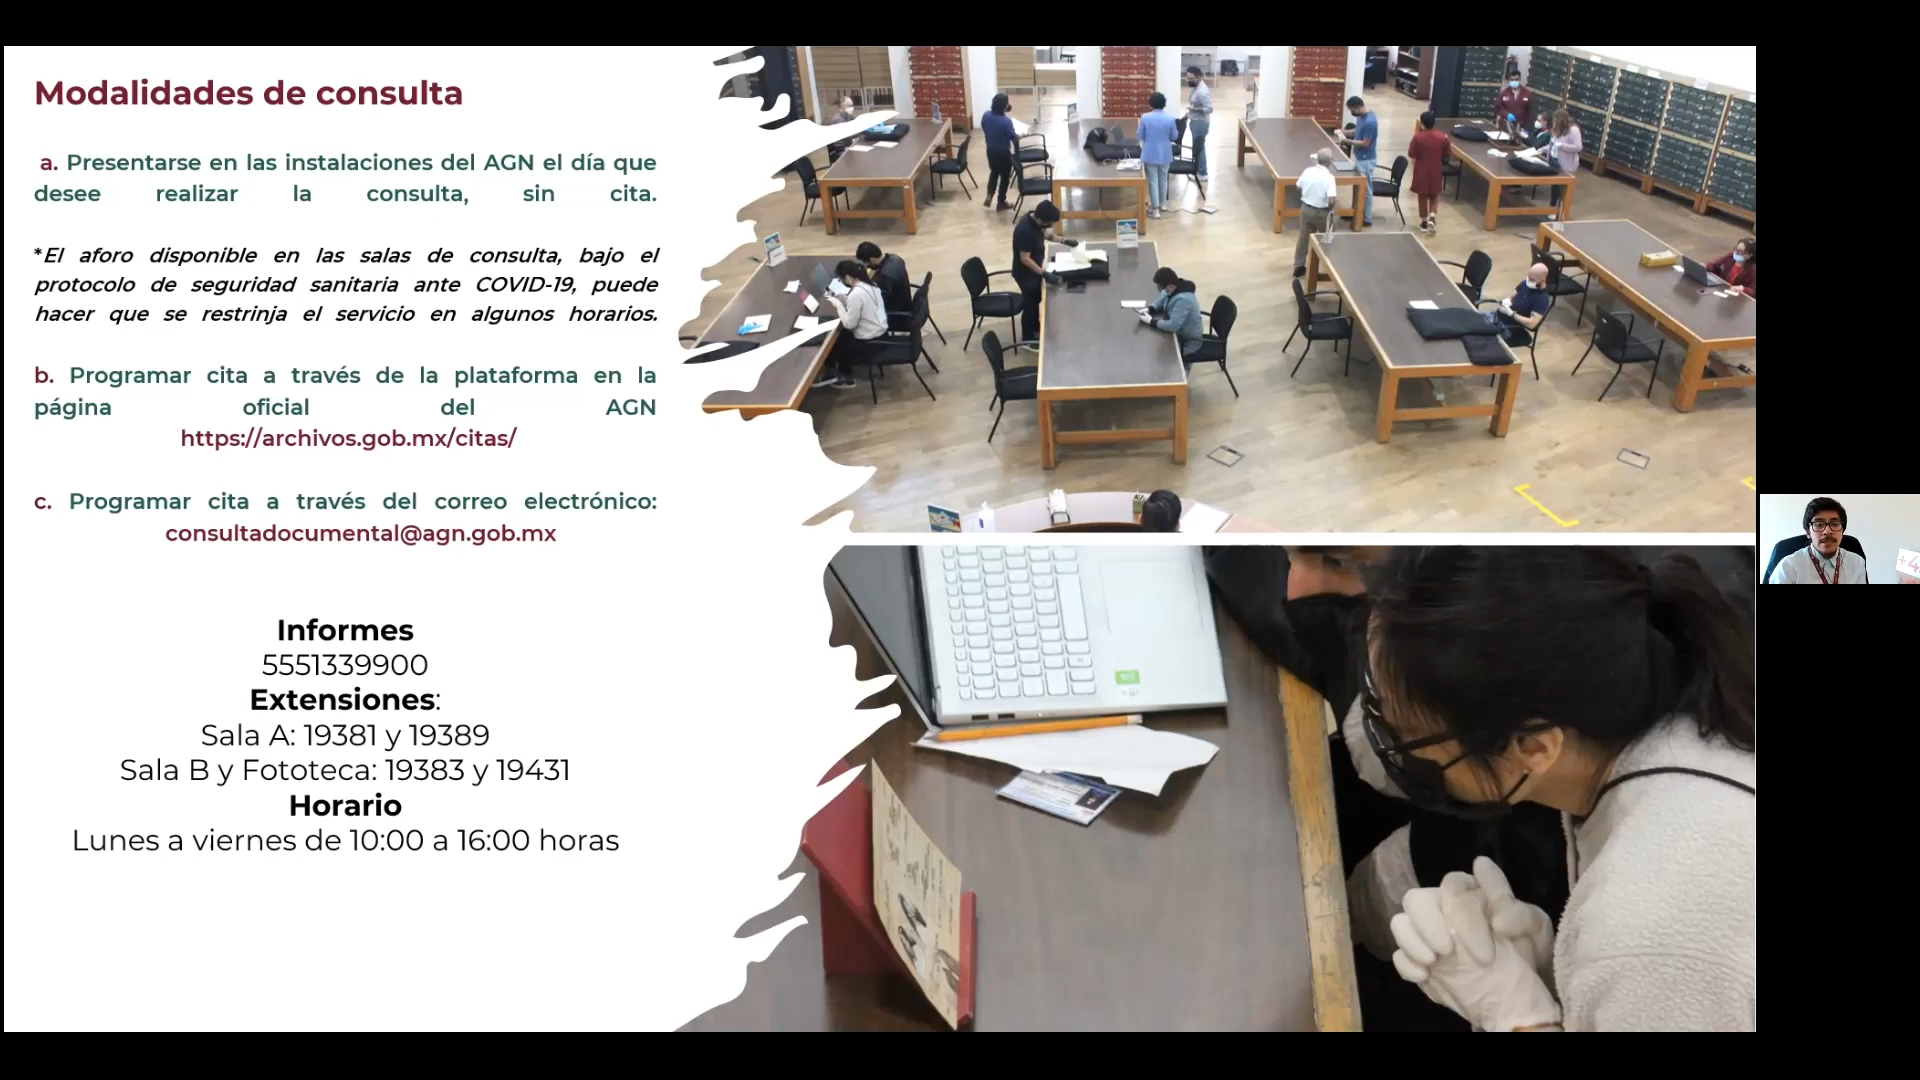 Modalidades de consulta
a. Presentarse en las instalaciones del AGN el día que
desee realizar la consulta, sin cita.
*El aforo disponible en las salas de consulta, bajo el
protocolo de seguridad sanitaria ante COVID-19, puede
hacer que se restrinja el servicio en algunos horarios.
b. Programar cita a través de la plataforma en la
página oficial del AGN
https://archivos.gob.mx/citas/
c. Programar cita a través del correo electrónico:
consultadocumental@agn.gob.mx
Informes
5551339900
Extensiones:
Sala A: 19381 y 19389
Sala B y Fototeca: 19383 y 19431
Horario
Lunes a viernes de 10:00 a 16:00 horas